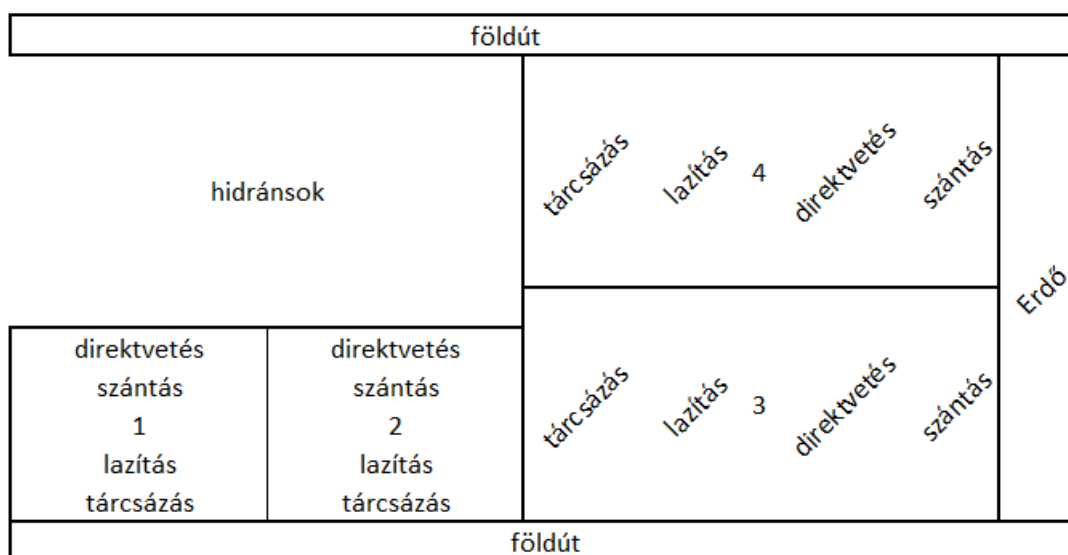 földút
hidránsok
tárcsázás lazítás 4 direktvetés szántás
Erdő
tárcsázás lazítás 3 direktvetés szántás
direktvetés
szántás
1
lazítás
tárcsázás
direktvetés
szántás
2
lazítás
tárcsázás
földút